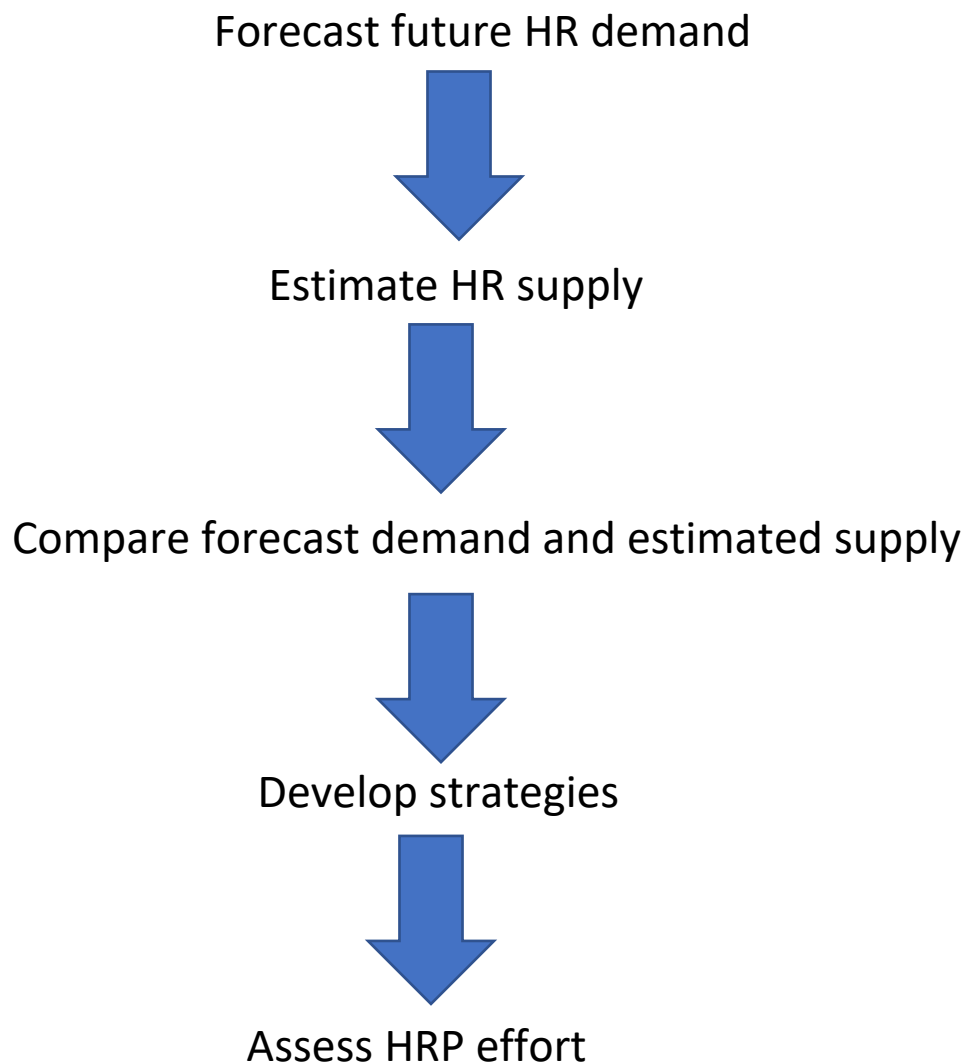 Forecast future HR demand
Estimate HR supply
Compare forecast demand and estimated supply
Develop strategies
Assess HRP effort